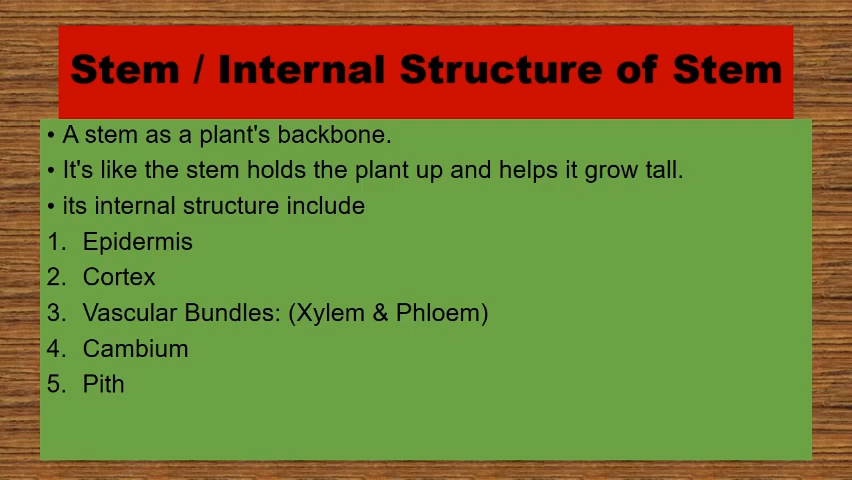 Stem / Internal Structure of Stem
• A stem as a plant's backbone.
• It's like the stem holds the plant up and helps it grow tall.
• its internal structure include
1. Epidermis
2. Cortex
3. Vascular Bundles: (Xylem & Phloem)
4. Cambium
5. Pith